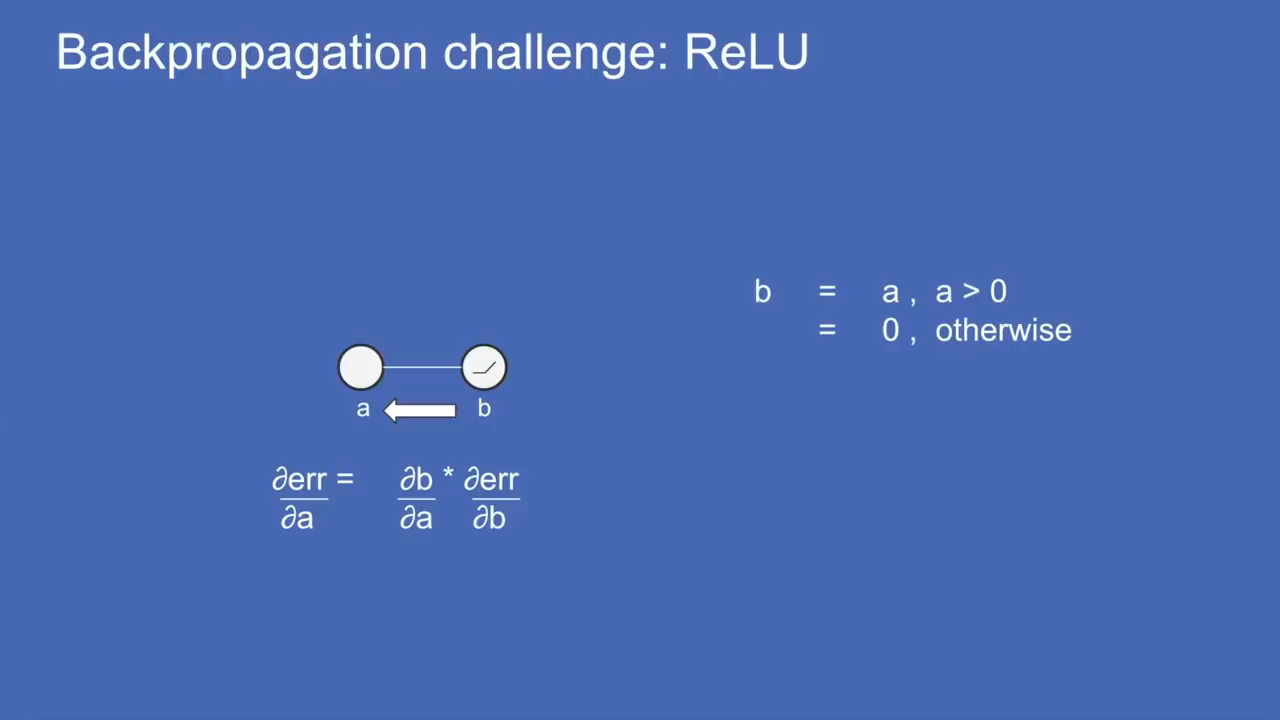 Backpropagation challenge: ReLU
b = a , a > 0
= 0 , otherwise
a b
∂err = ∂b * ∂err
∂a ∂a ∂b